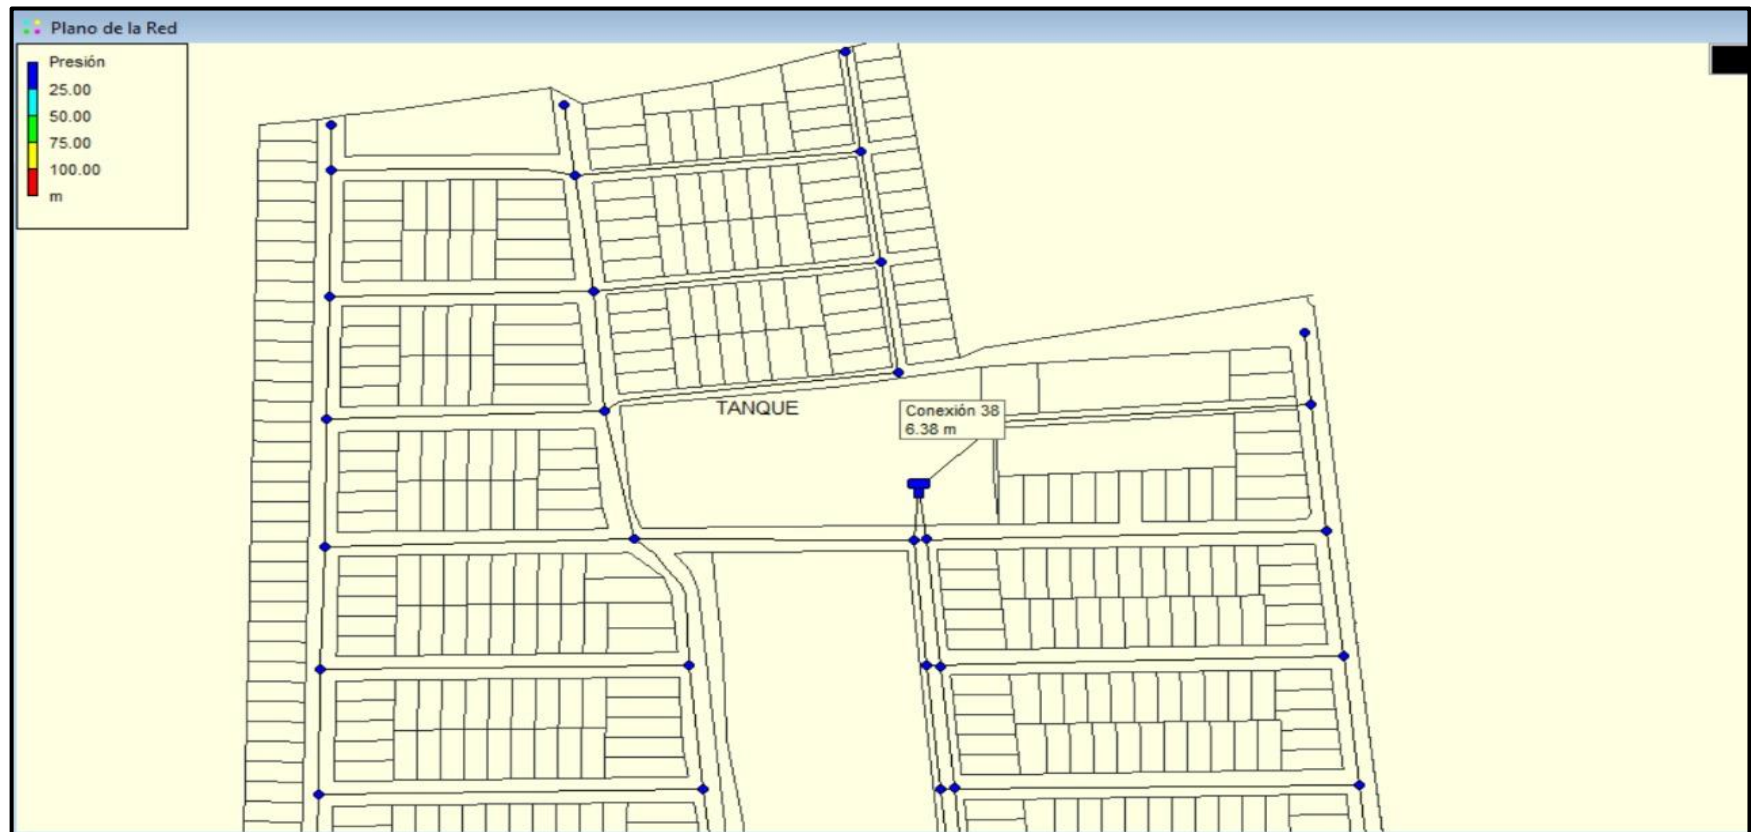 Plano de la Red
Presión
25.00
50.00
75.00
100.00
m
TANQUE
Conexión 38
6.38 m